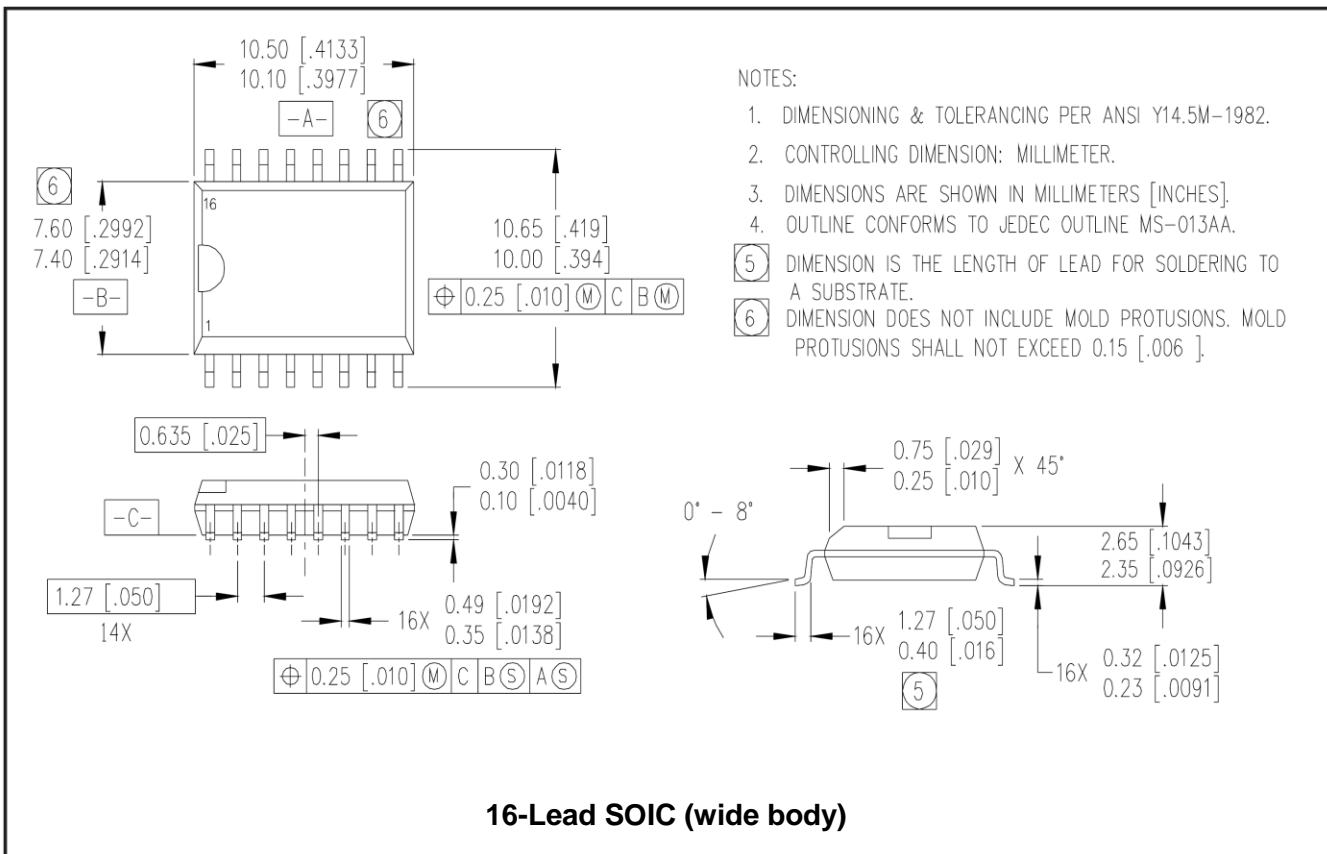 10.50 [.4133]
10.10 [.3977]
-A-
6
6
7.60 [.2992]
7.40 [.2914]
-B-
16
1
10.65 [.419]
10.00 [.394]
⌖ 0.25 [.010] Ⓜ C B Ⓜ
NOTES:
1. DIMENSIONING & TOLERANCING PER ANSI Y14.5M-1982.
2. CONTROLLING DIMENSION: MILLIMETER.
3. DIMENSIONS ARE SHOWN IN MILLIMETERS [INCHES].
4. OUTLINE CONFORMS TO JEDEC OUTLINE MS-013AA.
5 DIMENSION IS THE LENGTH OF LEAD FOR SOLDERING TO
A SUBSTRATE.
6 DIMENSION DOES NOT INCLUDE MOLD PROTUSIONS. MOLD
PROTUSIONS SHALL NOT EXCEED 0.15 [.006 ].
0.635 [.025]
0.30 [.0118]
0.10 [.0040]
-C-
1.27 [.050]
14X
16X 0.49 [.0192]
0.35 [.0138]
⌖ 0.25 [.010] Ⓜ C B Ⓢ A Ⓢ
0.75 [.029]
0.25 [.010]
X 45°
0° - 8°
2.65 [.1043]
2.35 [.0926]
16X 1.27 [.050]
0.40 [.016]
5
16X 0.32 [.0125]
0.23 [.0091]
16-Lead SOIC (wide body)